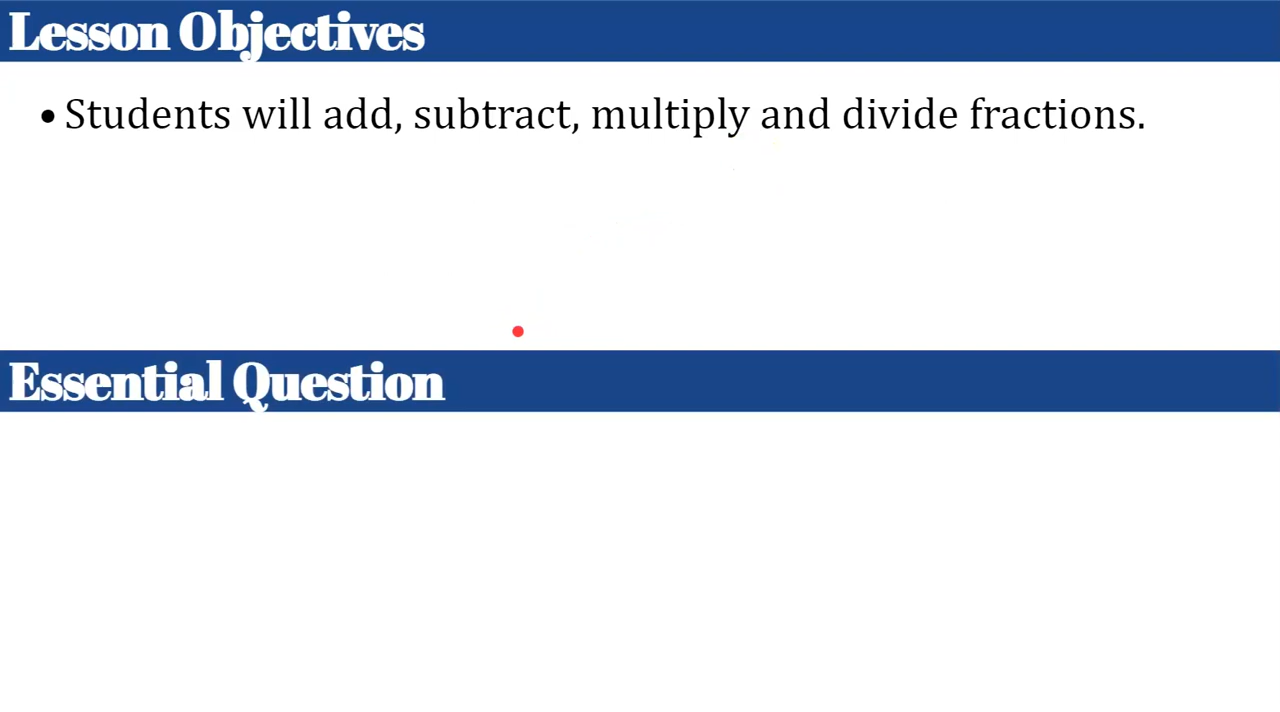 Lesson Objectives
• Students will add, subtract, multiply and divide fractions.
Essential Question